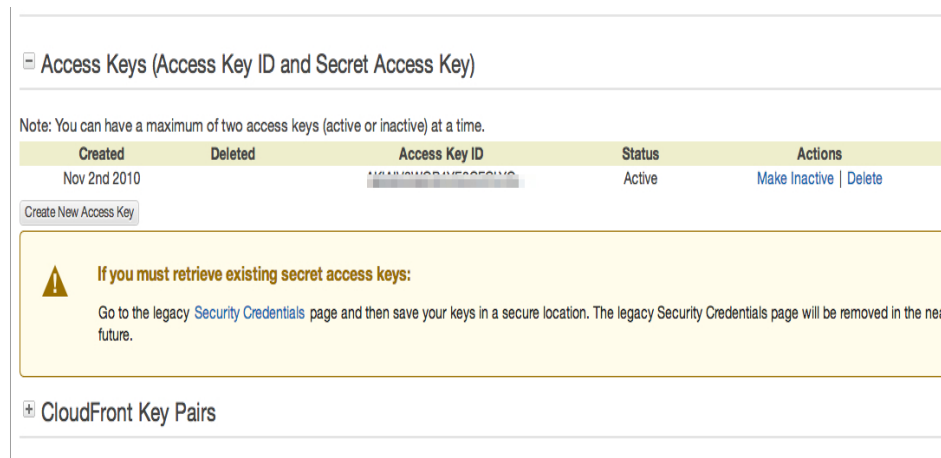 Access Keys (Access Key ID and Secret Access Key)
Note: You can have a maximum of two access keys (active or inactive) at a time.
Created Deleted Access Key ID Status Actions
Nov 2nd 2010 Active Make Inactive | Delete
Create New Access Key
If you must retrieve existing secret access keys:
Go to the legacy Security Credentials page and then save your keys in a secure location. The legacy Security Credentials page will be removed in the
future.
CloudFront Key Pairs